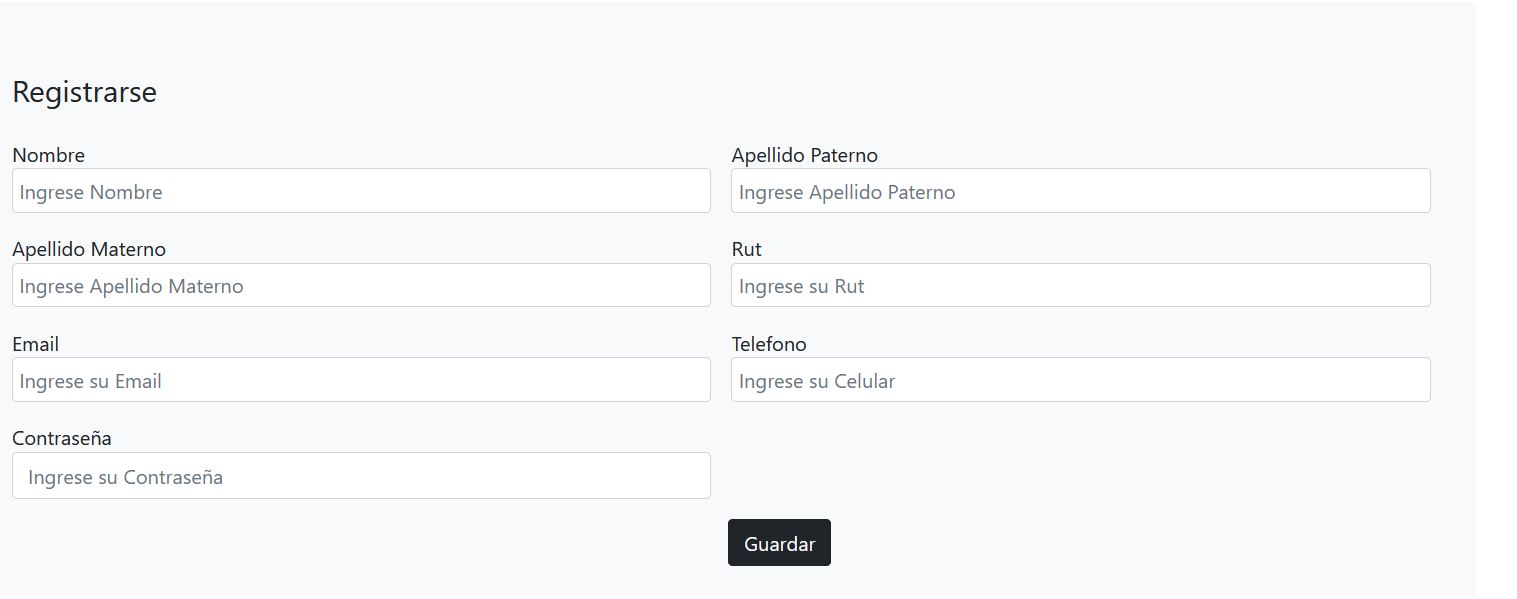 Registrarse
Nombre
Apellido Paterno
Ingrese Nombre
Ingrese Apellido Paterno
Apellido Materno
Rut
Ingrese Apellido Materno
Ingrese su Rut
Email
Telefono
Ingrese su Email
Ingrese su Celular
Contraseña
Ingrese su Contraseña
Guardar